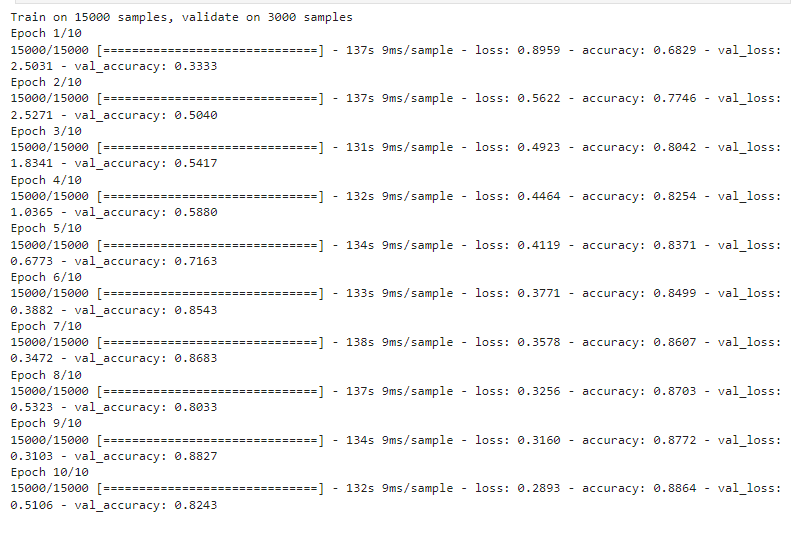 Train on 15000 samples, validate on 3000 samples
Epoch 1/10
15000/15000 [==============================] - 137s 9ms/sample - loss: 0.8959 - accuracy: 0.6829 - val_loss:
2.5031 - val_accuracy: 0.3333
Epoch 2/10
15000/15000 [==============================] - 137s 9ms/sample - loss: 0.5622 - accuracy: 0.7746 - val_loss:
2.5271 - val_accuracy: 0.5040
Epoch 3/10
15000/15000 [==============================] - 131s 9ms/sample - loss: 0.4923 - accuracy: 0.8042 - val_loss:
1.8341 - val_accuracy: 0.5417
Epoch 4/10
15000/15000 [==============================] - 132s 9ms/sample - loss: 0.4464 - accuracy: 0.8254 - val_loss:
1.0365 - val_accuracy: 0.5880
Epoch 5/10
15000/15000 [==============================] - 134s 9ms/sample - loss: 0.4119 - accuracy: 0.8371 - val_loss:
0.6773 - val_accuracy: 0.7163
Epoch 6/10
15000/15000 [==============================] - 133s 9ms/sample - loss: 0.3771 - accuracy: 0.8499 - val_loss:
0.3882 - val_accuracy: 0.8543
Epoch 7/10
15000/15000 [==============================] - 138s 9ms/sample - loss: 0.3578 - accuracy: 0.8607 - val_loss:
0.3472 - val_accuracy: 0.8683
Epoch 8/10
15000/15000 [==============================] - 137s 9ms/sample - loss: 0.3256 - accuracy: 0.8703 - val_loss:
0.5323 - val_accuracy: 0.8033
Epoch 9/10
15000/15000 [==============================] - 134s 9ms/sample - loss: 0.3160 - accuracy: 0.8772 - val_loss:
0.3103 - val_accuracy: 0.8827
Epoch 10/10
15000/15000 [==============================] - 132s 9ms/sample - loss: 0.2893 - accuracy: 0.8864 - val_loss:
0.5106 - val_accuracy: 0.8243